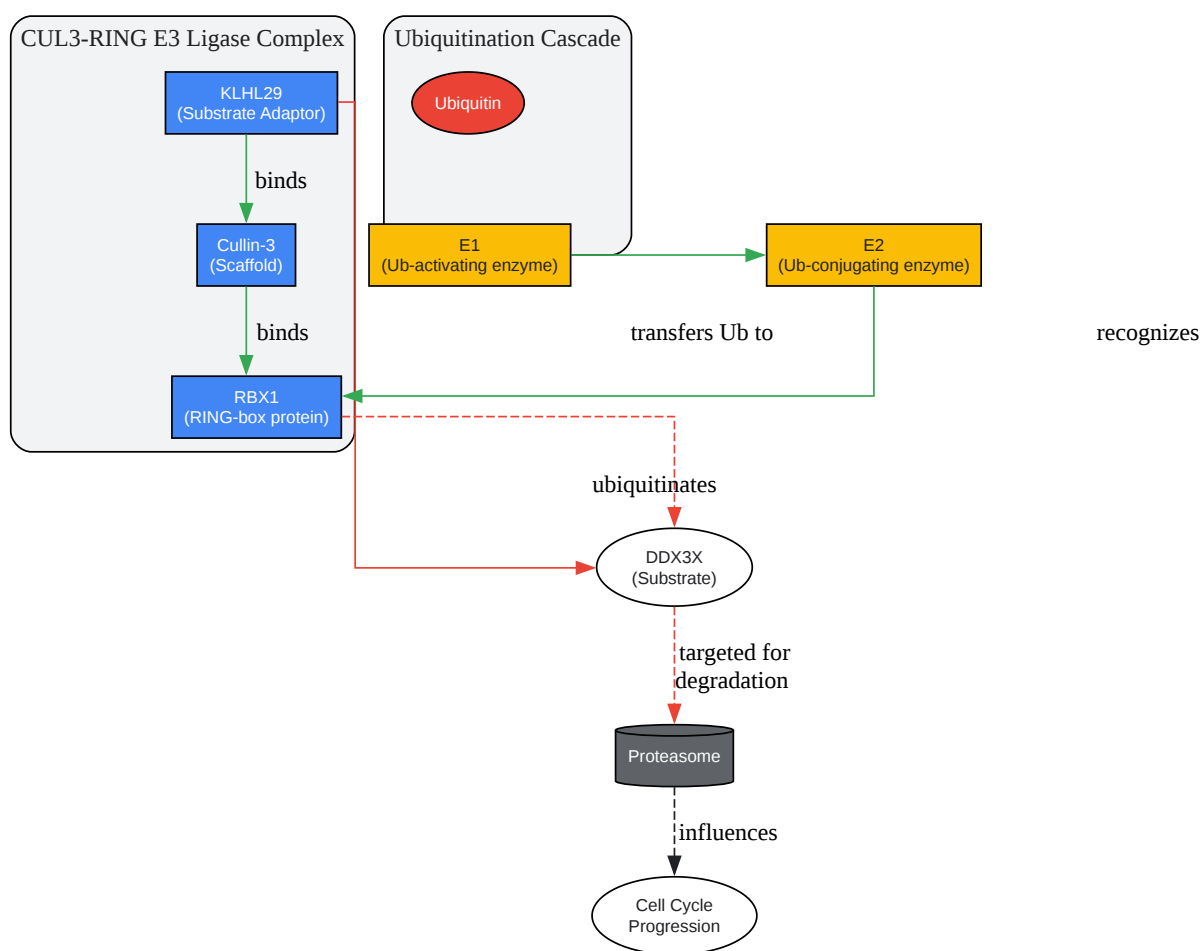 CUL3-RING E3 Ligase Complex
Ubiquitination Cascade
KLHL29
(Substrate Adaptor)
Ubiquitin
binds
Cullin-3
(Scaffold)
E1
(Ub-activating enzyme)
E2
(Ub-conjugating enzyme)
binds
transfers Ub to
recognizes
RBX1
(RING-box protein)
ubiquitinates
DDX3X
(Substrate)
targeted for
degradation
Proteasome
influences
Cell Cycle
Progression